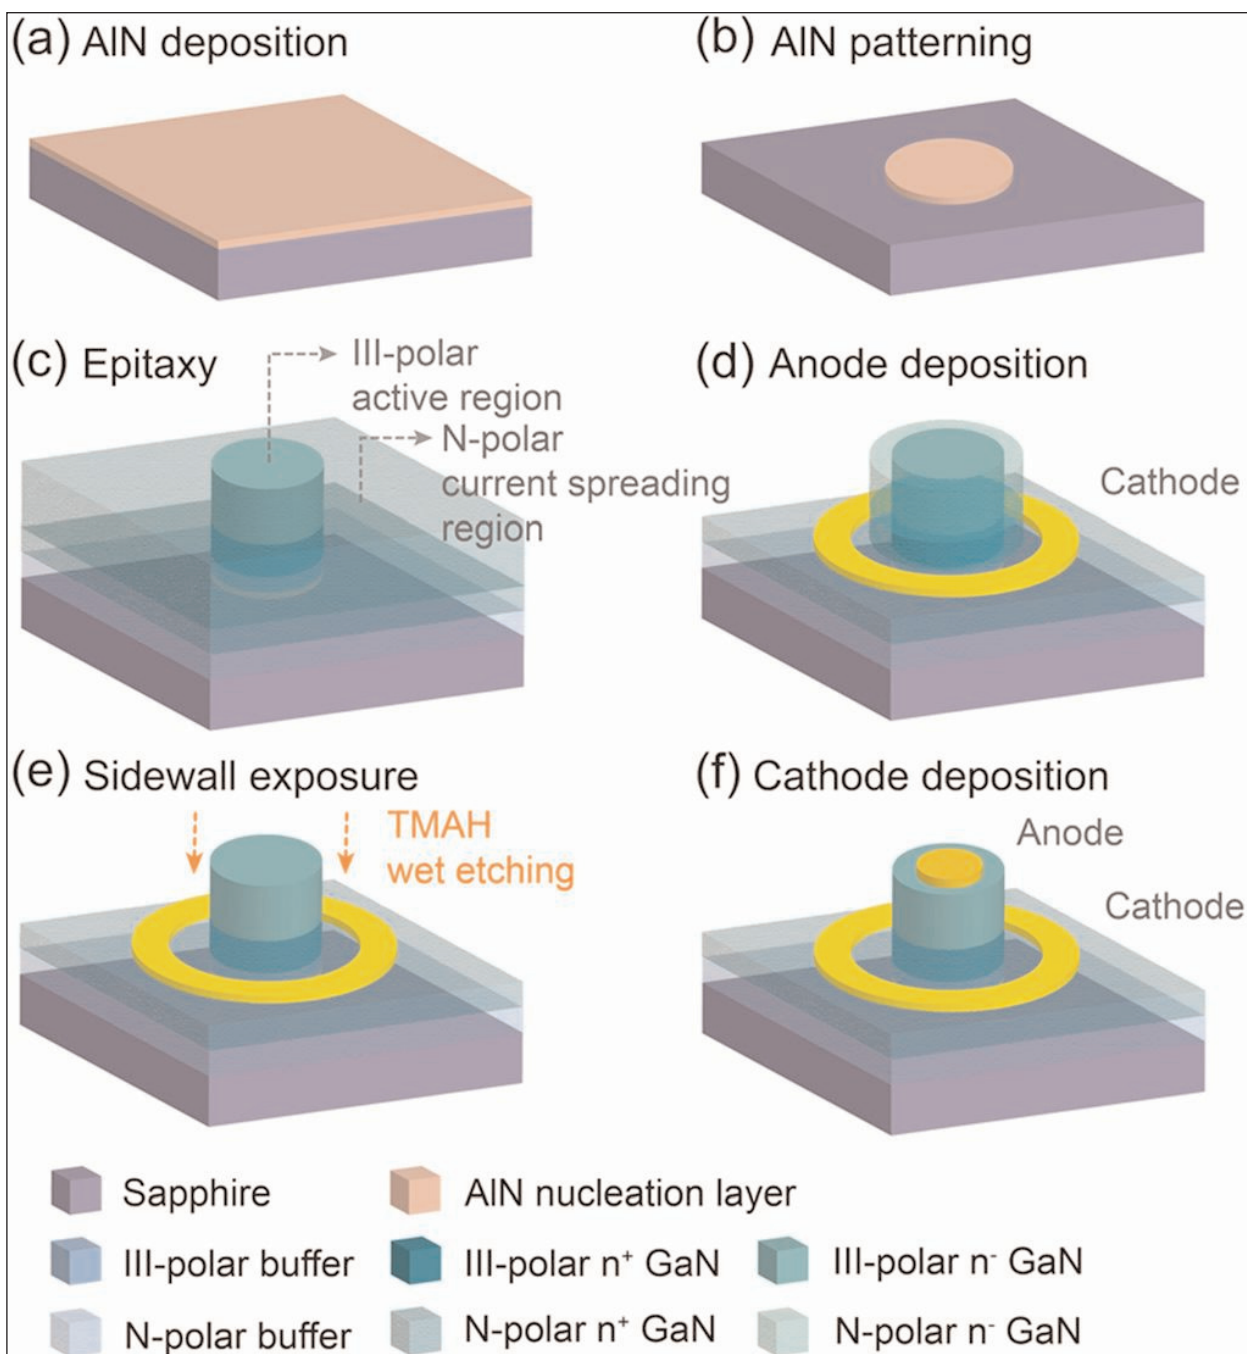 (a) AlN deposition
(b) AlN patterning
(c) Epitaxy
III-polar
active region
N-polar
current spreading
region
(d) Anode deposition
Cathode
(e) Sidewall exposure
TMAH
wet etching
(f) Cathode deposition
Anode
Cathode
Sapphire
AlN nucleation layer
III-polar buffer
III-polar n⁺ GaN
III-polar n⁻ GaN
N-polar buffer
N-polar n⁺ GaN
N-polar n⁻ GaN